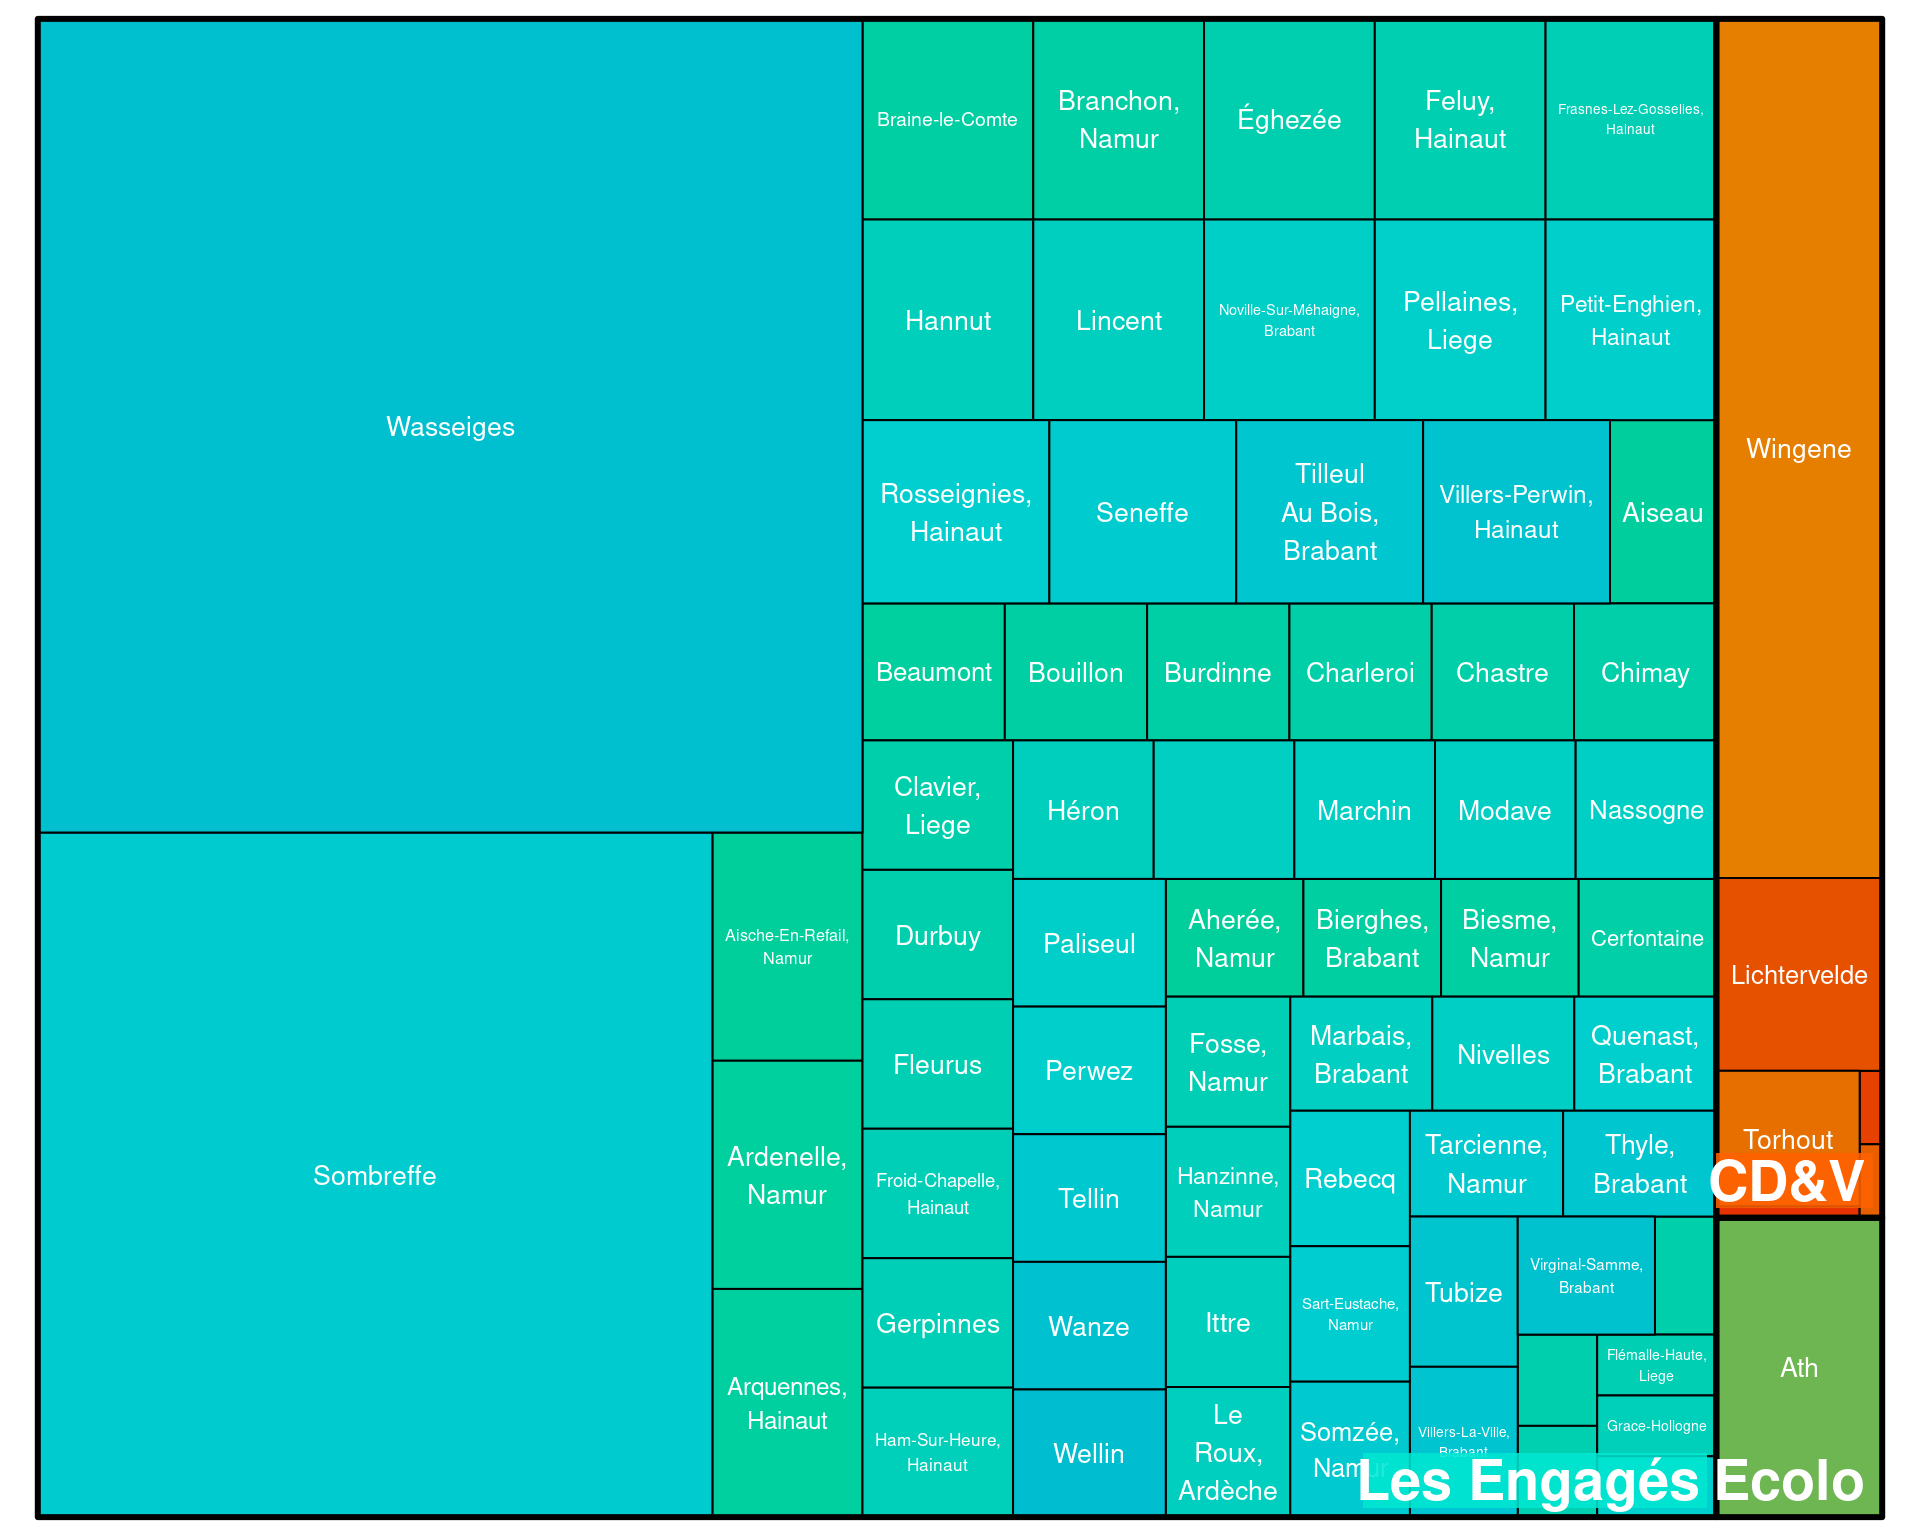 Wasseiges
Sombreffe
Aische-En-Refail,
Namur
Ardenelle,
Namur
Arquennes,
Hainaut
Braine-le-Comte
Branchon,
Namur
Éghezée
Feluy,
Hainaut
Frasnes-Lez-Gosselies,
Hainaut
Hannut
Lincent
Noville-Sur-Méhaigne,
Brabant
Pellaines,
Liege
Petit-Enghien,
Hainaut
Rosseignies,
Hainaut
Seneffe
Tilleul
Au Bois,
Brabant
Villers-Perwin,
Hainaut
Aiseau
Beaumont
Bouillon
Burdinne
Charleroi
Chastre
Chimay
Clavier,
Liege
Héron
Marchin
Modave
Nassogne
Durbuy
Fleurus
Froid-Chapelle,
Hainaut
Gerpinnes
Ham-Sur-Heure,
Hainaut
Paliseul
Perwez
Tellin
Wanze
Wellin
Aherée,
Namur
Bierghes,
Brabant
Biesme,
Namur
Cerfontaine
Fosse,
Namur
Hanzinne,
Namur
Ittre
Le
Roux,
Ardèche
Marbais,
Brabant
Nivelles
Quenast,
Brabant
Rebecq
Sart-Eustache,
Namur
Somzée,
Namur
Tarcienne,
Namur
Thyle,
Brabant
Tubize
Villers-La-Ville,
Brabant
Virginal-Samme,
Brabant
Flémalle-Haute,
Liege
Grace-Hollogne
Les Engagés
Wingene
Lichtervelde
Torhout
CD&V
Ath
Ecolo